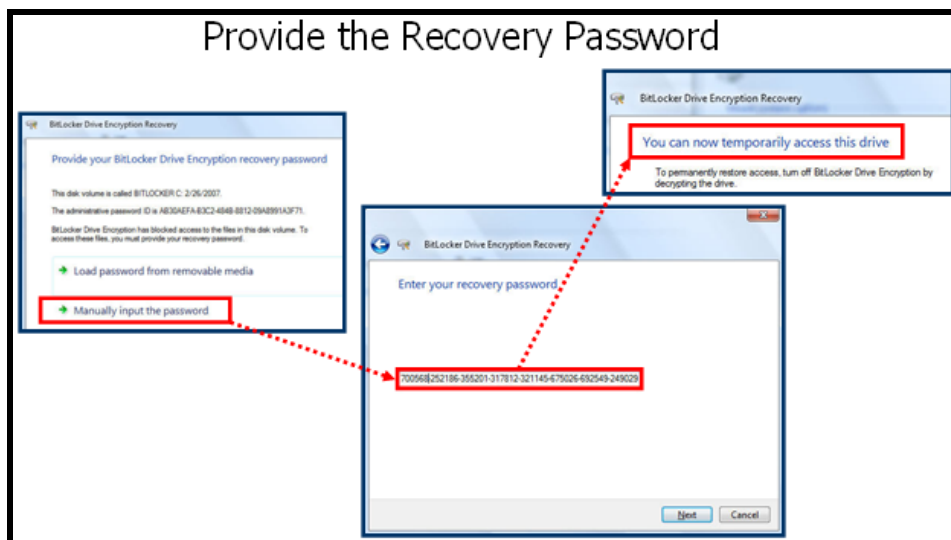 Provide the Recovery Password
BitLocker Drive Encryption Recovery
Provide your BitLocker Drive Encryption recovery password
This disk volume is called BITLOCKER C: 2/26/2007.
The administrative password ID is AB30AEFA-B3C2-4848-8812-09A8991A3F71.
BitLocker Drive Encryption has blocked access to the files in this disk volume. To
access these files, you must provide your recovery password.
Load password from removable media
Manually input the password
BitLocker Drive Encryption Recovery
Enter your recovery password
700568-252186-355201-317812-321145-675026-692549-249029
Next
Cancel
BitLocker Drive Encryption Recovery
You can now temporarily access this drive
To permanently restore access, turn off BitLocker Drive Encryption by
decrypting the drive.